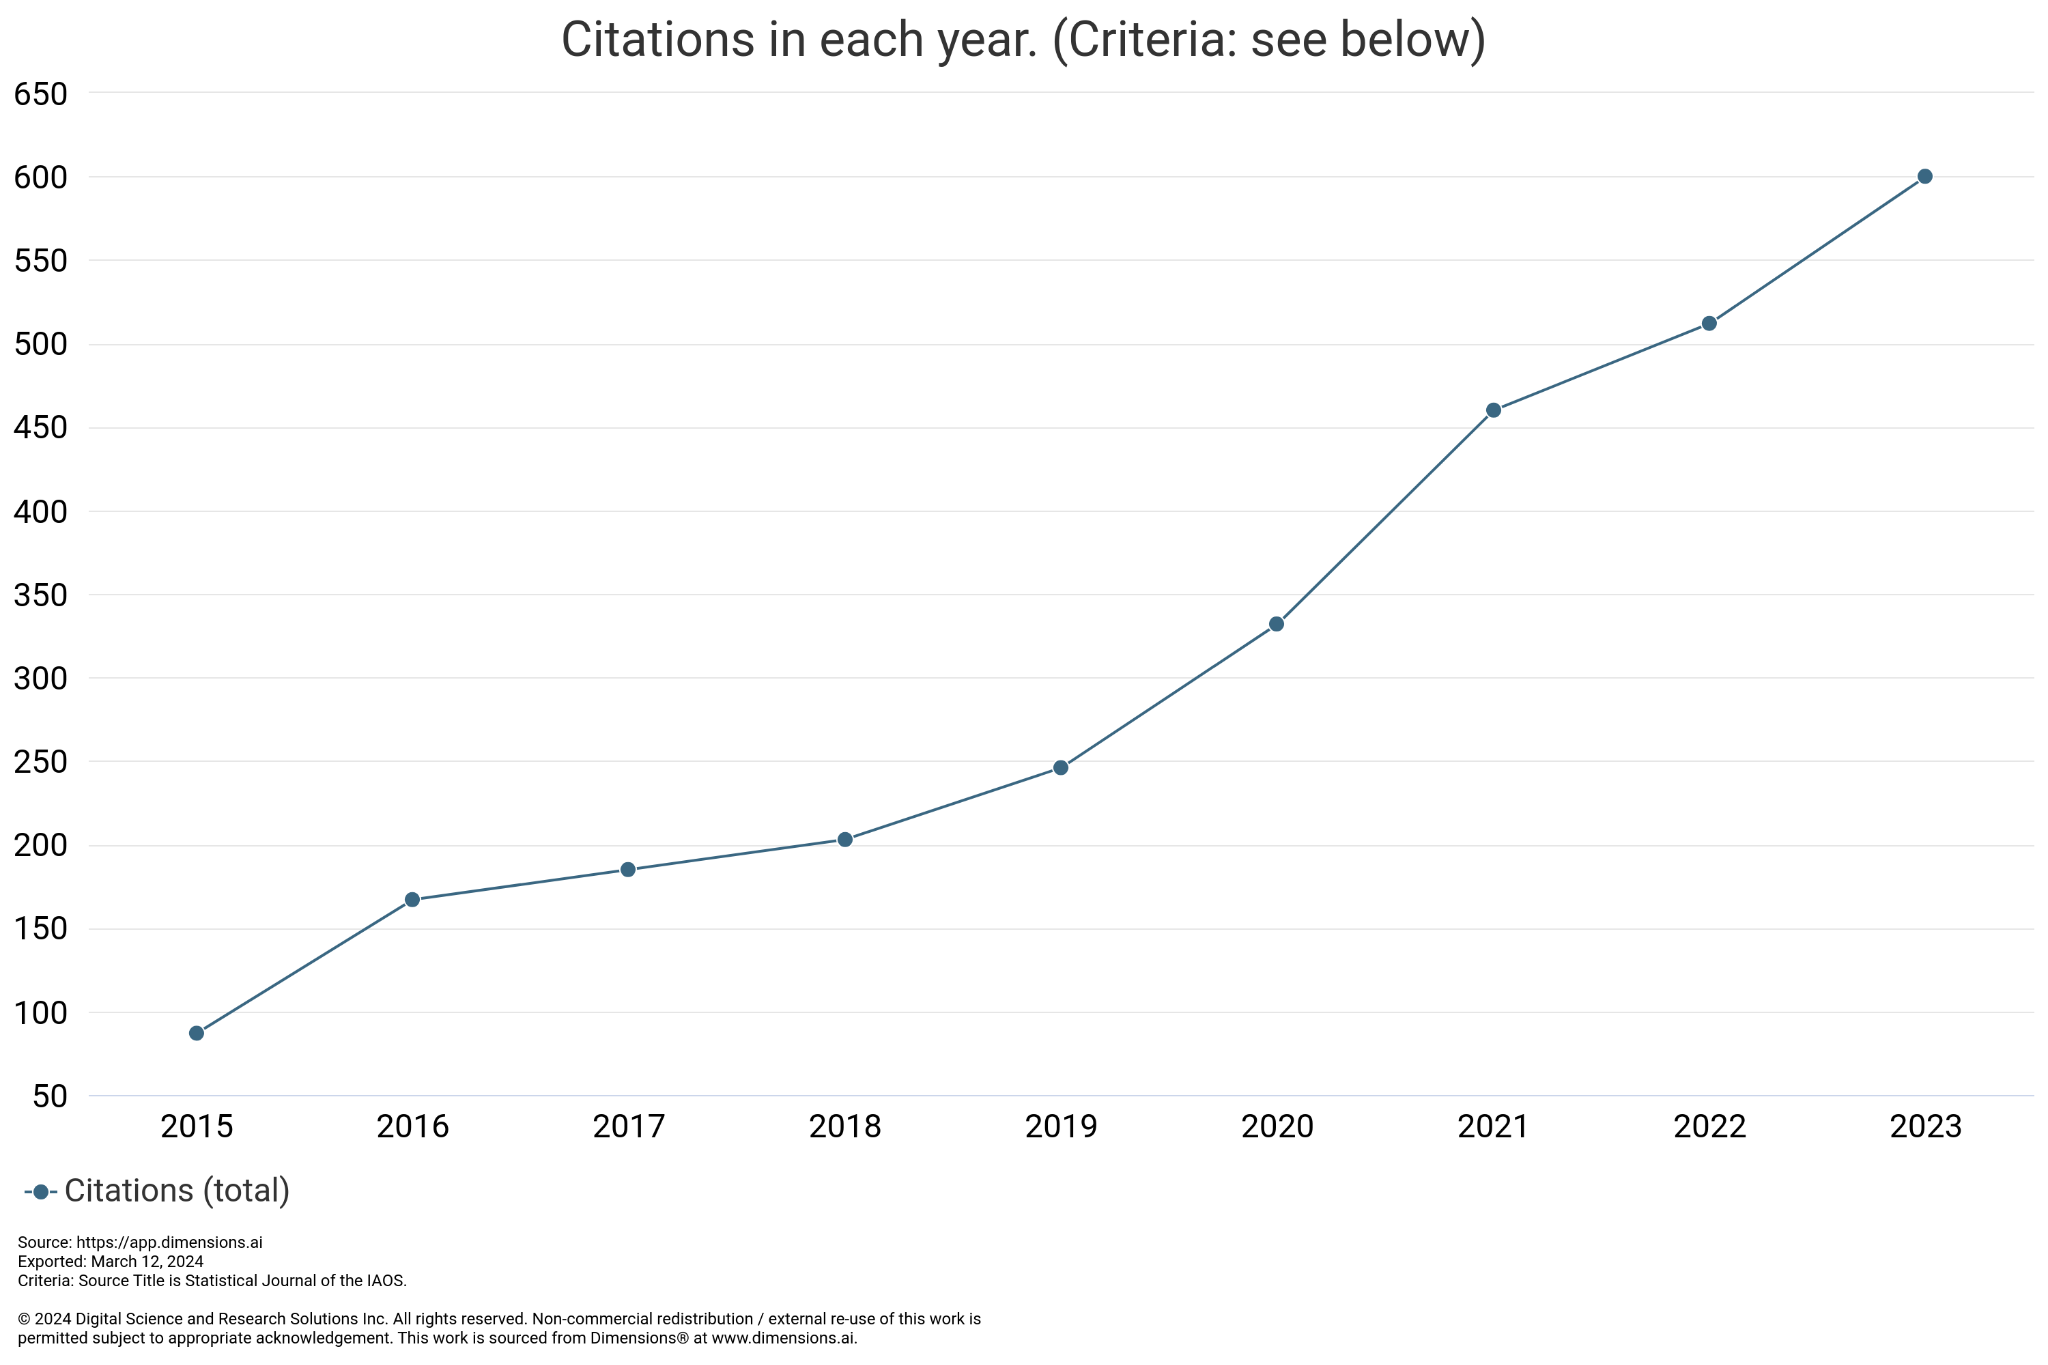 Citations in each year. (Criteria: see below)
650
600
550
500
450
400
350
300
250
200
150
100
50
2015 2016 2017 2018 2019 2020 2021 2022 2023
Citations (total)
Source: https://app.dimensions.ai
Exported: March 12, 2024
Criteria: Source Title is Statistical Journal of the IAOS.
© 2024 Digital Science and Research Solutions Inc. All rights reserved. Non-commercial redistribution / external re-use of this work is
permitted subject to appropriate acknowledgement. This work is sourced from Dimensions® at www.dimensions.ai.